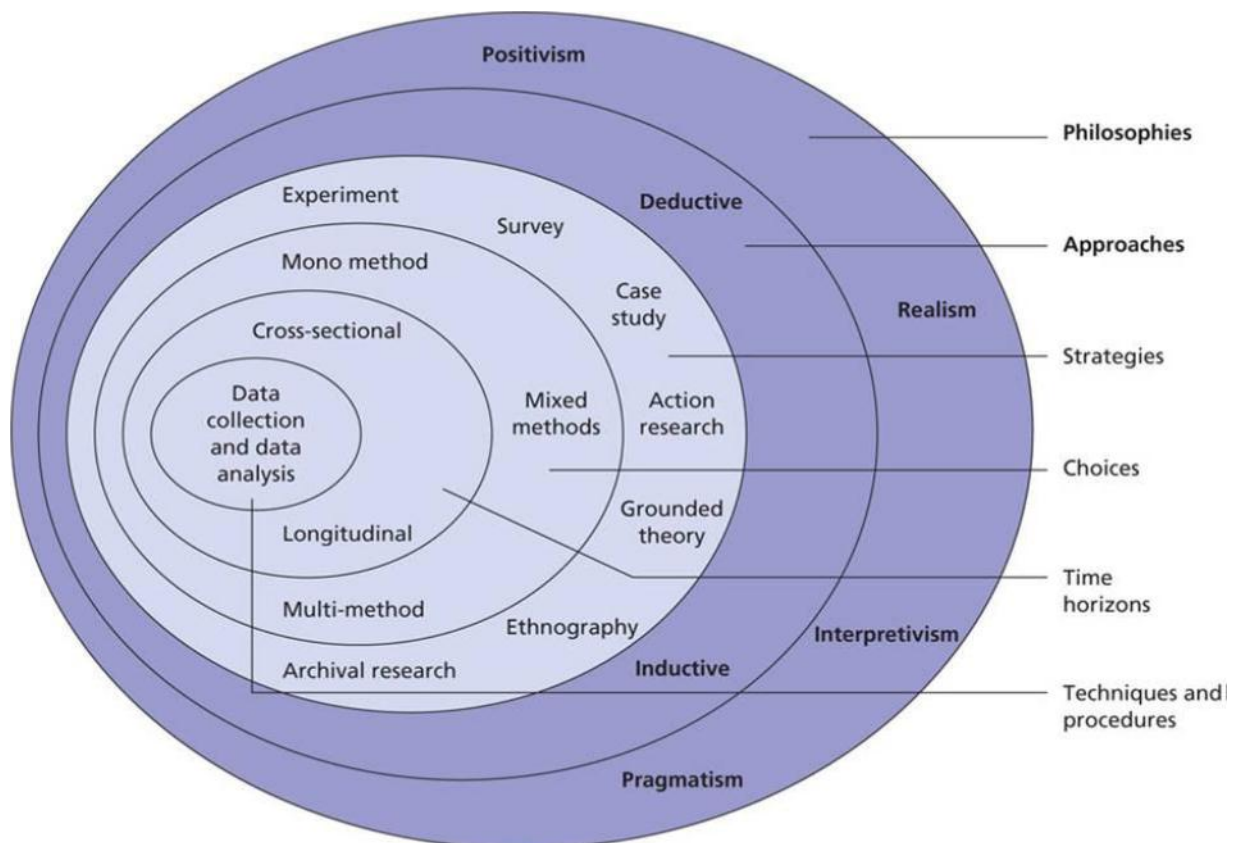 Positivism
Philosophies
Experiment
Deductive
Survey
Approaches
Mono method
Case
study
Realism
Cross-sectional
Strategies
Data
collection
and data
analysis
Mixed
methods
Action
research
Choices
Grounded
theory
Longitudinal
Time
horizons
Multi-method
Ethnography
Interpretivism
Archival research
Inductive
Techniques and
procedures
Pragmatism